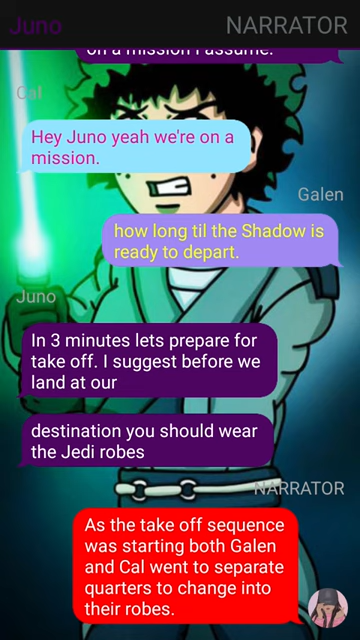 Juno NARRATOR
on a mission I assume.
Cal
Hey Juno yeah we're on a
mission.
Galen
how long til the Shadow is
ready to depart.
Juno
In 3 minutes lets prepare for
take off. I suggest before we
land at our
destination you should wear
the Jedi robes
NARRATOR
As the take off sequence
was starting both Galen
and Cal went to separate
quarters to change into
their robes.